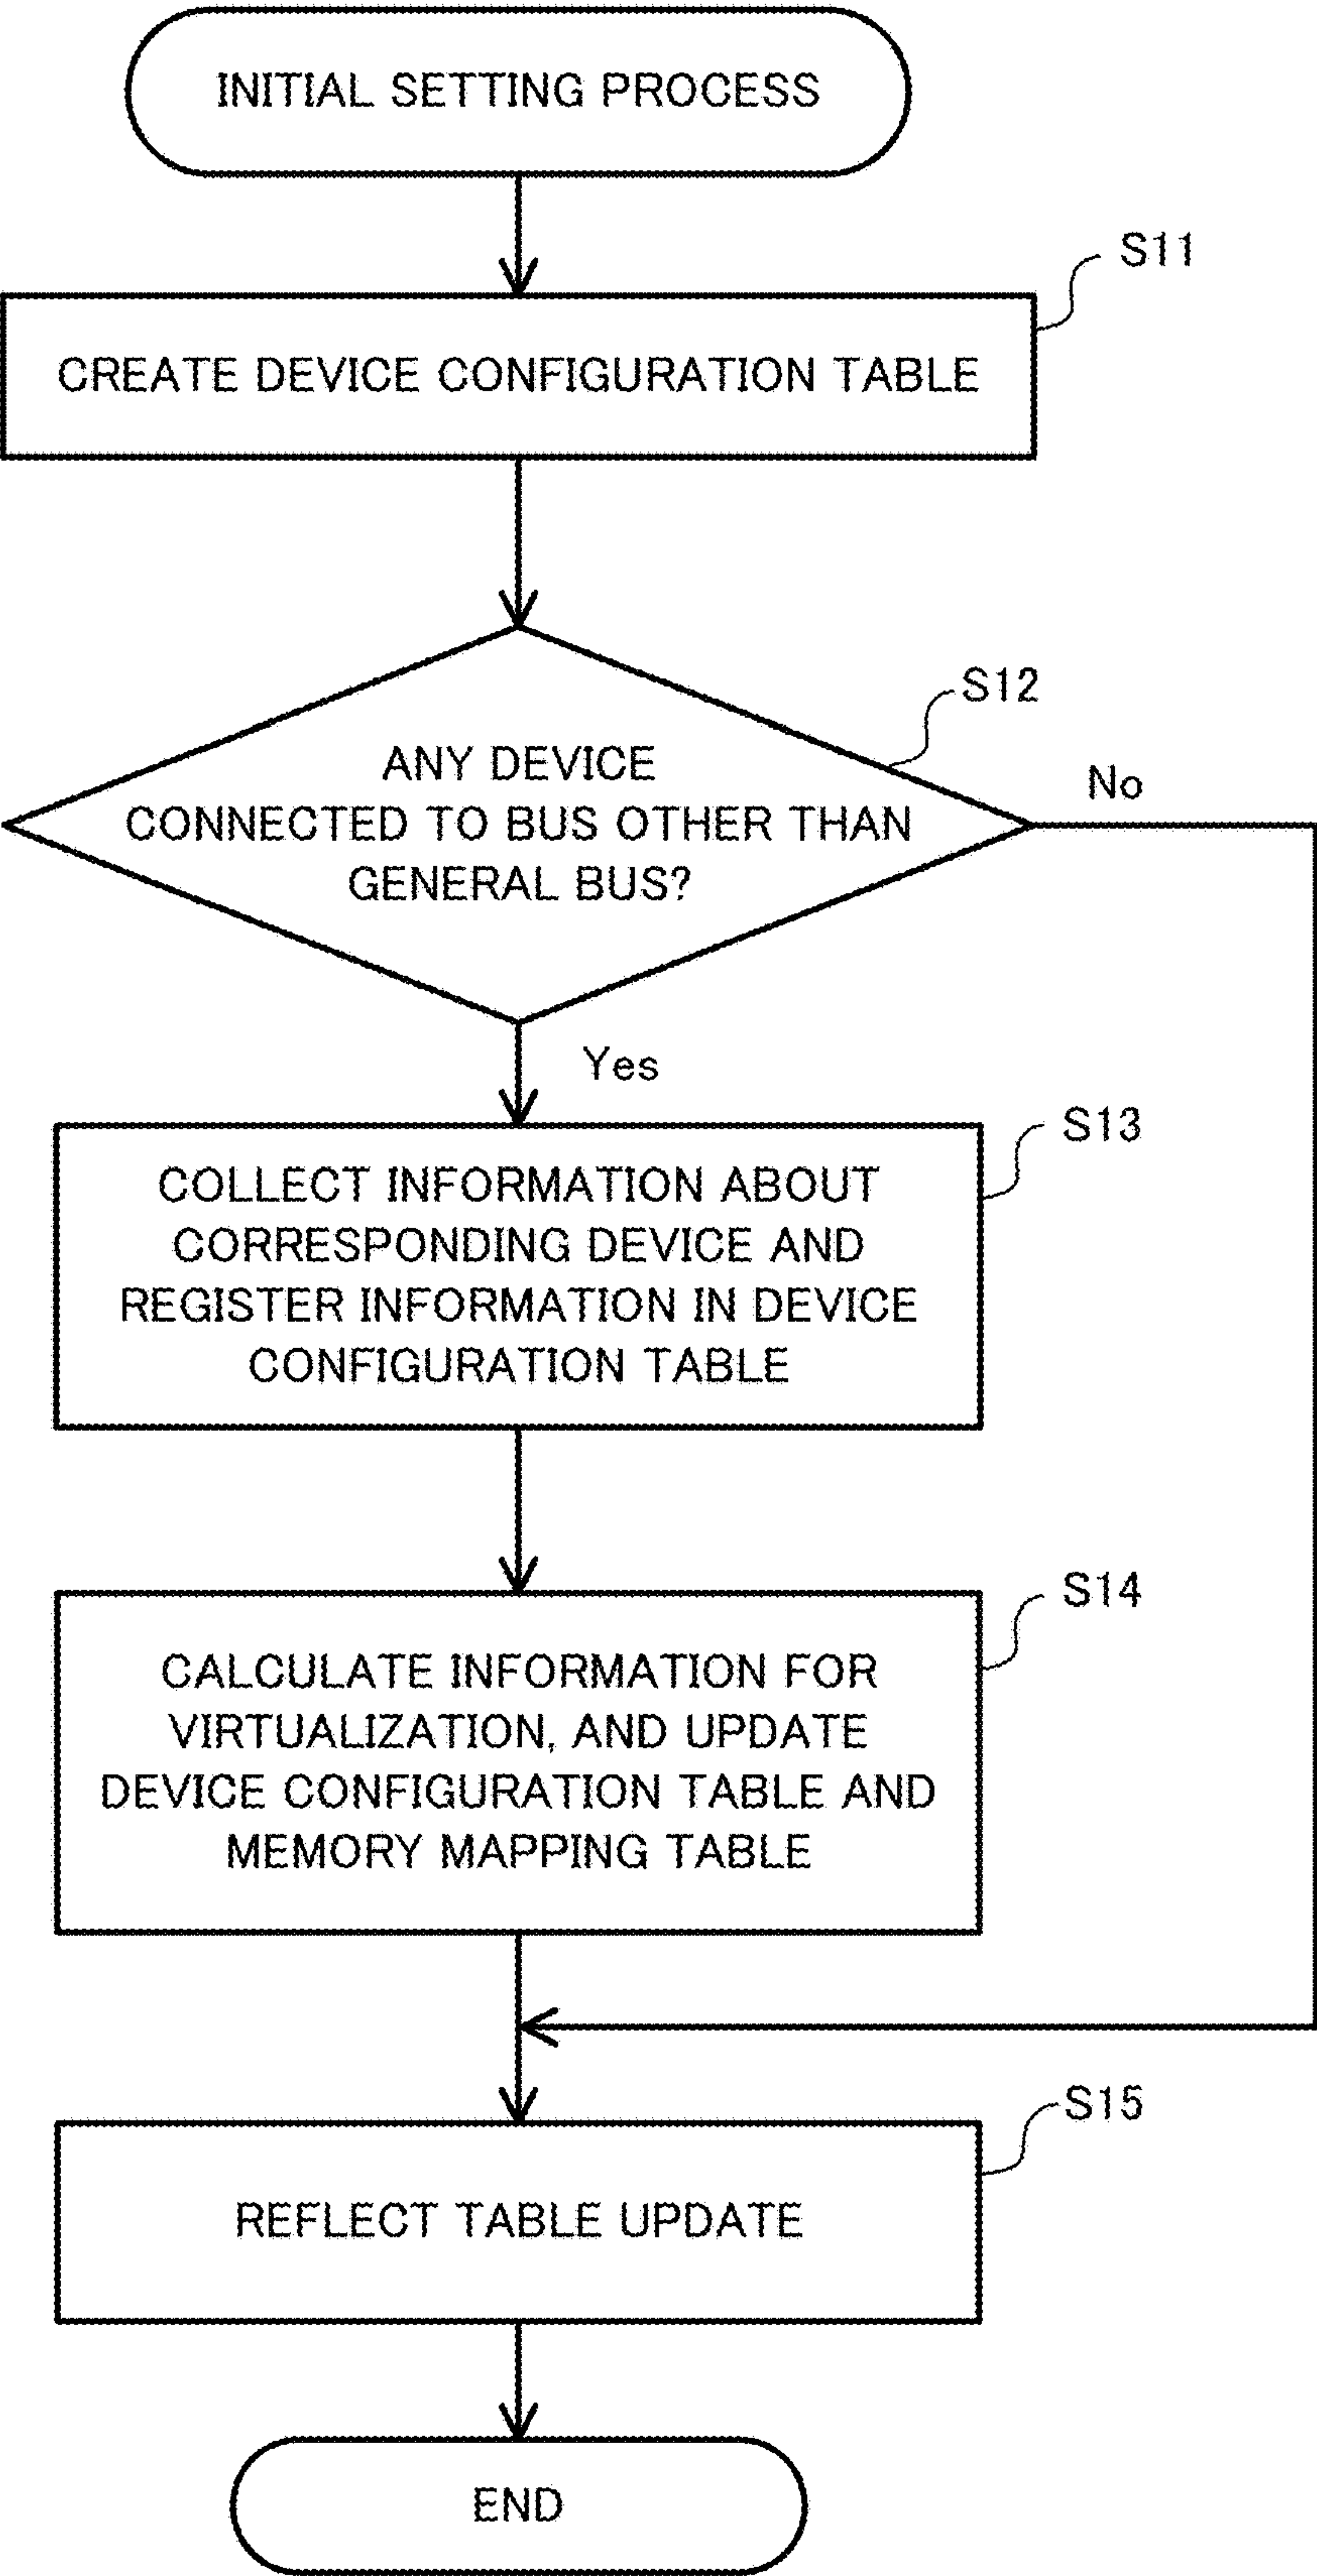 INITIAL SETTING PROCESS
S11
CREATE DEVICE CONFIGURATION TABLE
S12
ANY DEVICE
CONNECTED TO BUS OTHER THAN
GENERAL BUS?
No
Yes
S13
COLLECT INFORMATION ABOUT
CORRESPONDING DEVICE AND
REGISTER INFORMATION IN DEVICE
CONFIGURATION TABLE
S14
CALCULATE INFORMATION FOR
VIRTUALIZATION, AND UPDATE
DEVICE CONFIGURATION TABLE AND
MEMORY MAPPING TABLE
S15
REFLECT TABLE UPDATE
END